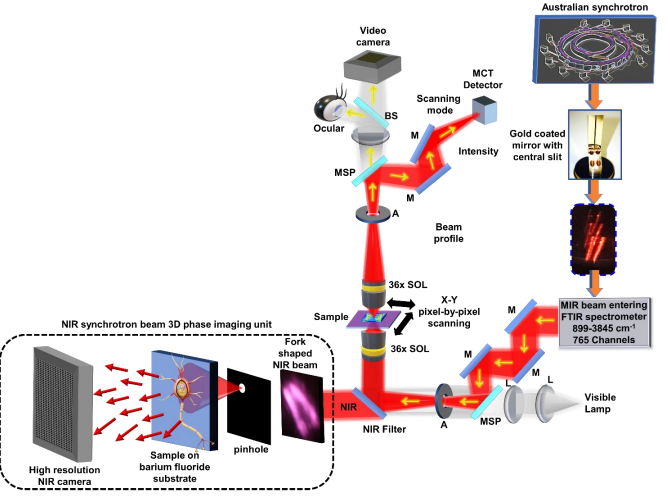 Australian synchrotron
Video
camera
MCT
Detector
Scanning
mode
BS
Ocular
M
Gold coated
mirror with
central slit
Intensity
MSP
M
A
Beam
profile
36x SOL
X-Y
pixel-by-pixel
scanning
Sample
MIR beam entering
FTIR spectrometer
899-3845 cm-1
765 Channels
M
NIR synchrotron beam 3D phase imaging unit
36x SOL
Fork
shaped
NIR beam
M
M
L
L
Visible
Lamp
NIR
NIR Filter
A
MSP
pinhole
Sample on
barium fluoride
substrate
High resolution
NIR camera